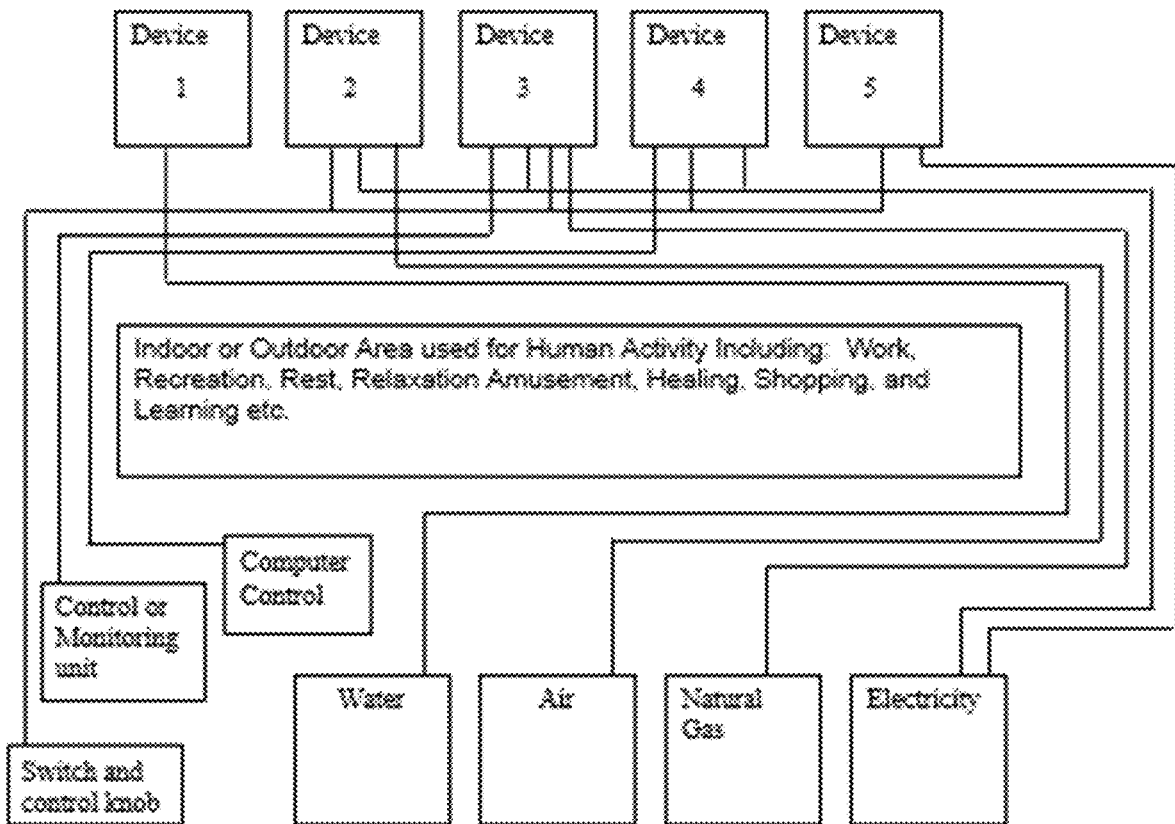 Device
1
Device
2
Device
3
Device
4
Device
5
Indoor or Outdoor Area used for Human Activity Including: Work,
Recreation, Rest, Relaxation Amusement, Healing, Shopping, and
Learning etc.
Computer
Control
Control or
Monitoring
unit
Water
Air
Natural
Gas
Electricity
Switch and
control knob